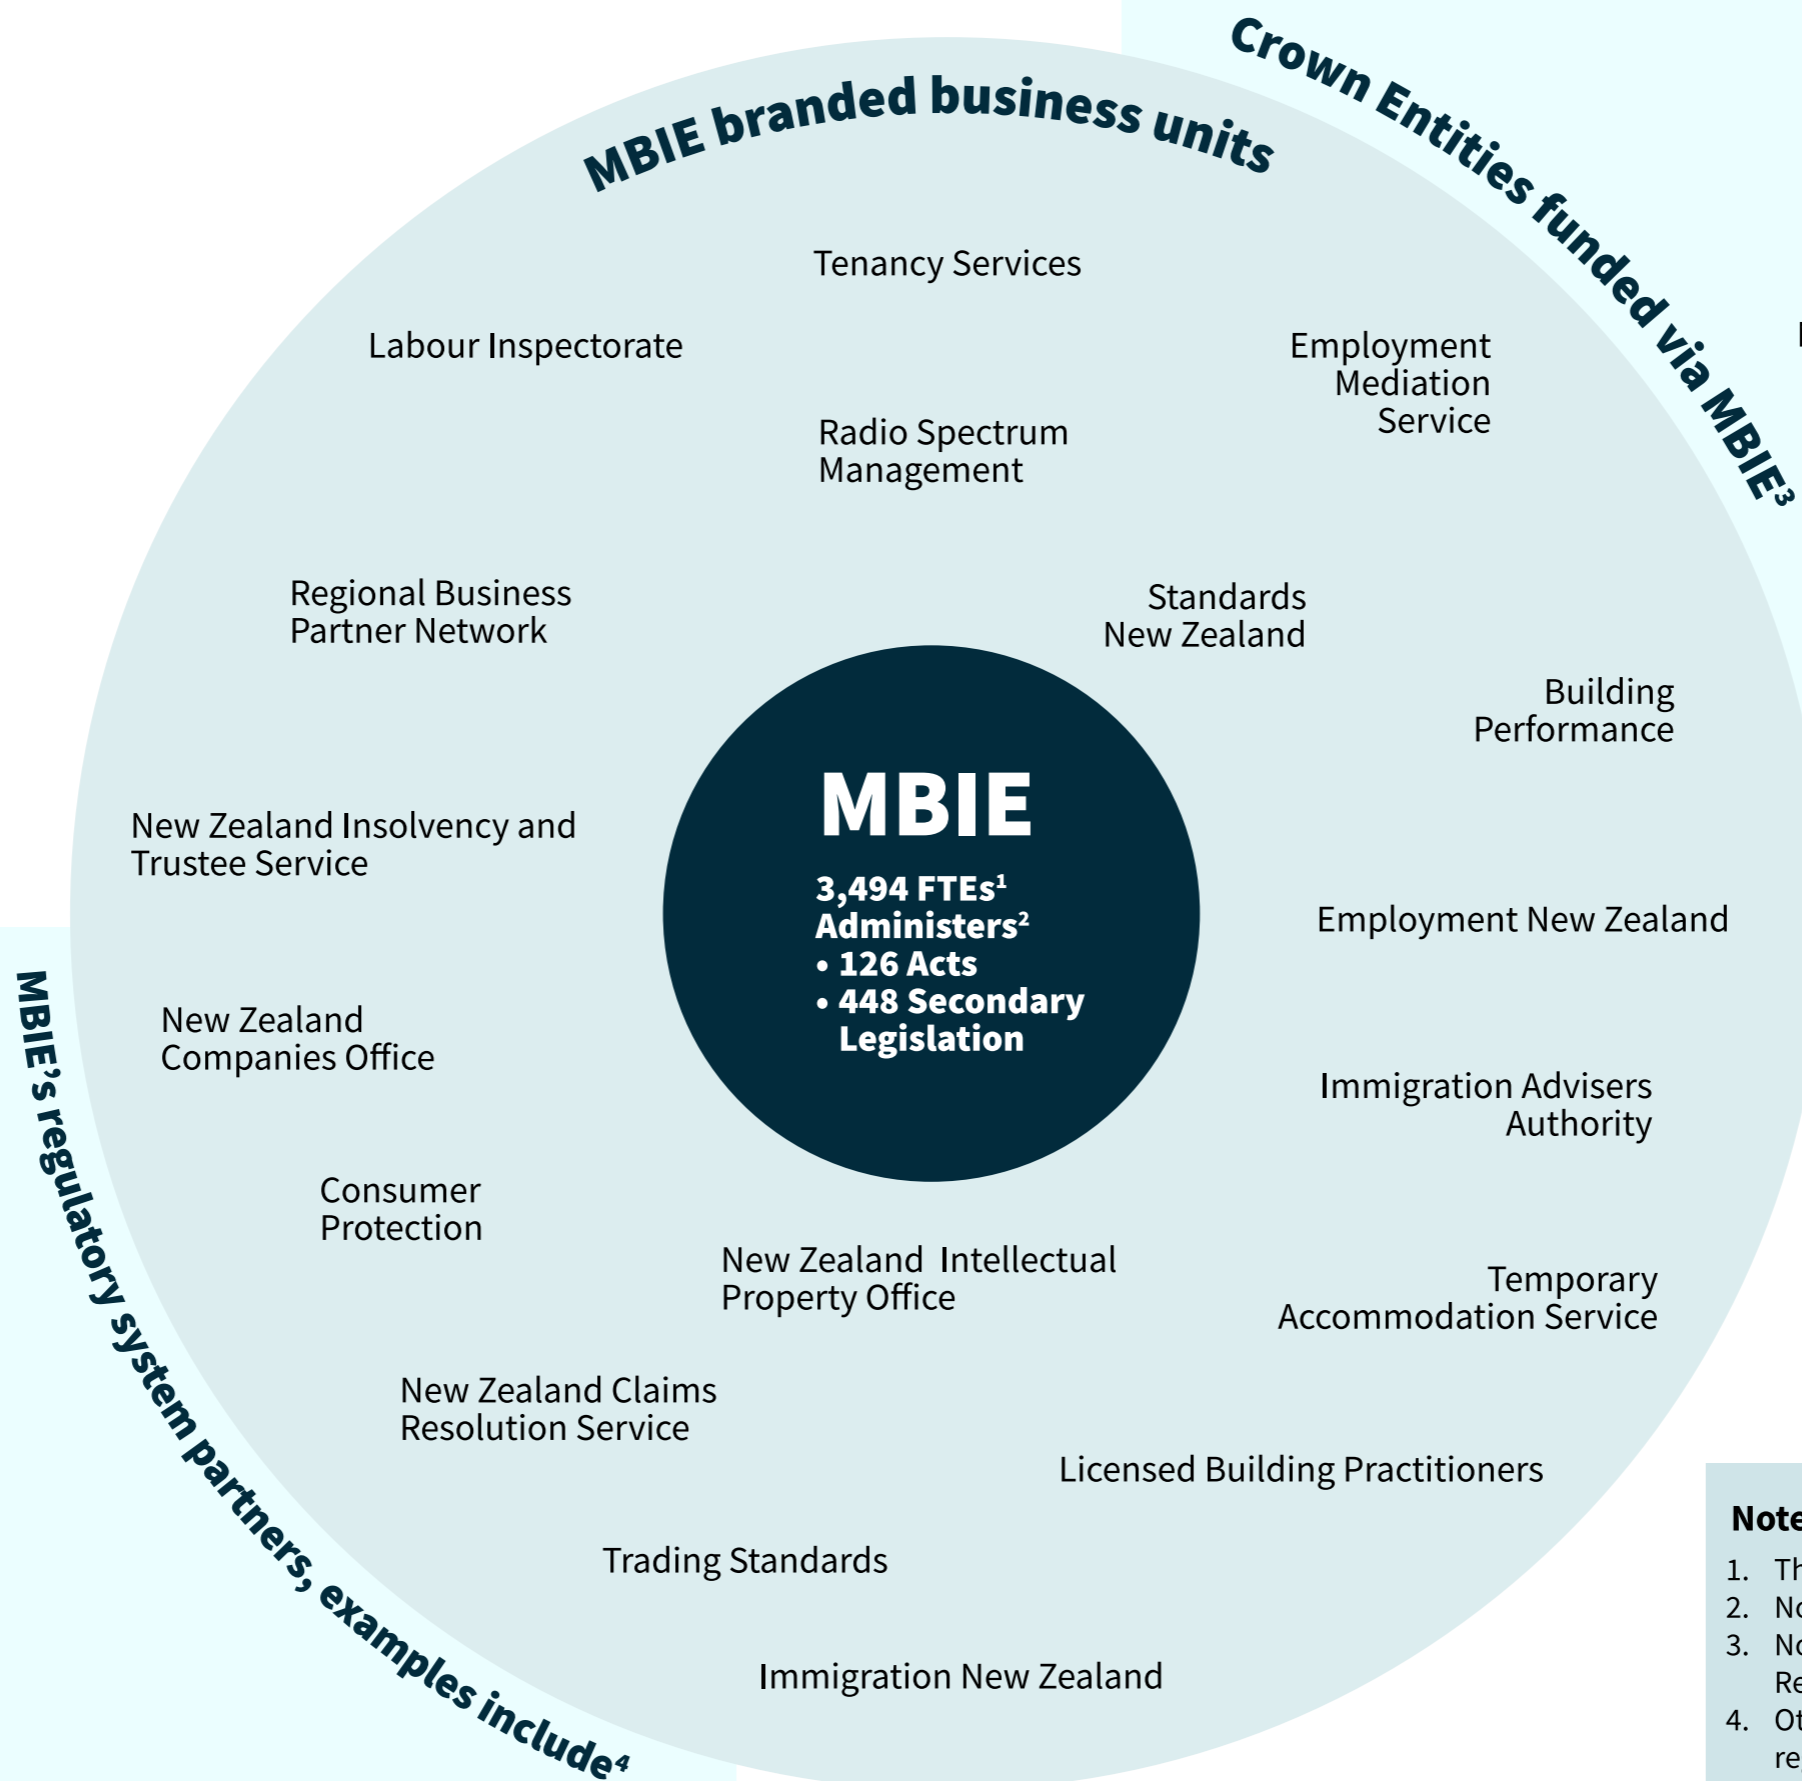 Crown Entities funded via MBIE³
MBIE branded business units
Tenancy Services
Labour Inspectorate
Employment
Mediation
Service
Radio Spectrum
Management
Regional Business
Partner Network
Standards
New Zealand
Building
Performance
MBIE
3,494 FTEs¹
Administers²
• 126 Acts
• 448 Secondary
Legislation
New Zealand Insolvency and
Trustee Service
Employment New Zealand
New Zealand
Companies Office
Immigration Advisers
Authority
Consumer
Protection
New Zealand Intellectual
Property Office
Temporary
Accommodation Service
New Zealand Claims
Resolution Service
Licensed Building Practitioners
Trading Standards
Immigration New Zealand
MBIE’s regulatory system partners, examples include⁴
1.
2.
3.
4.